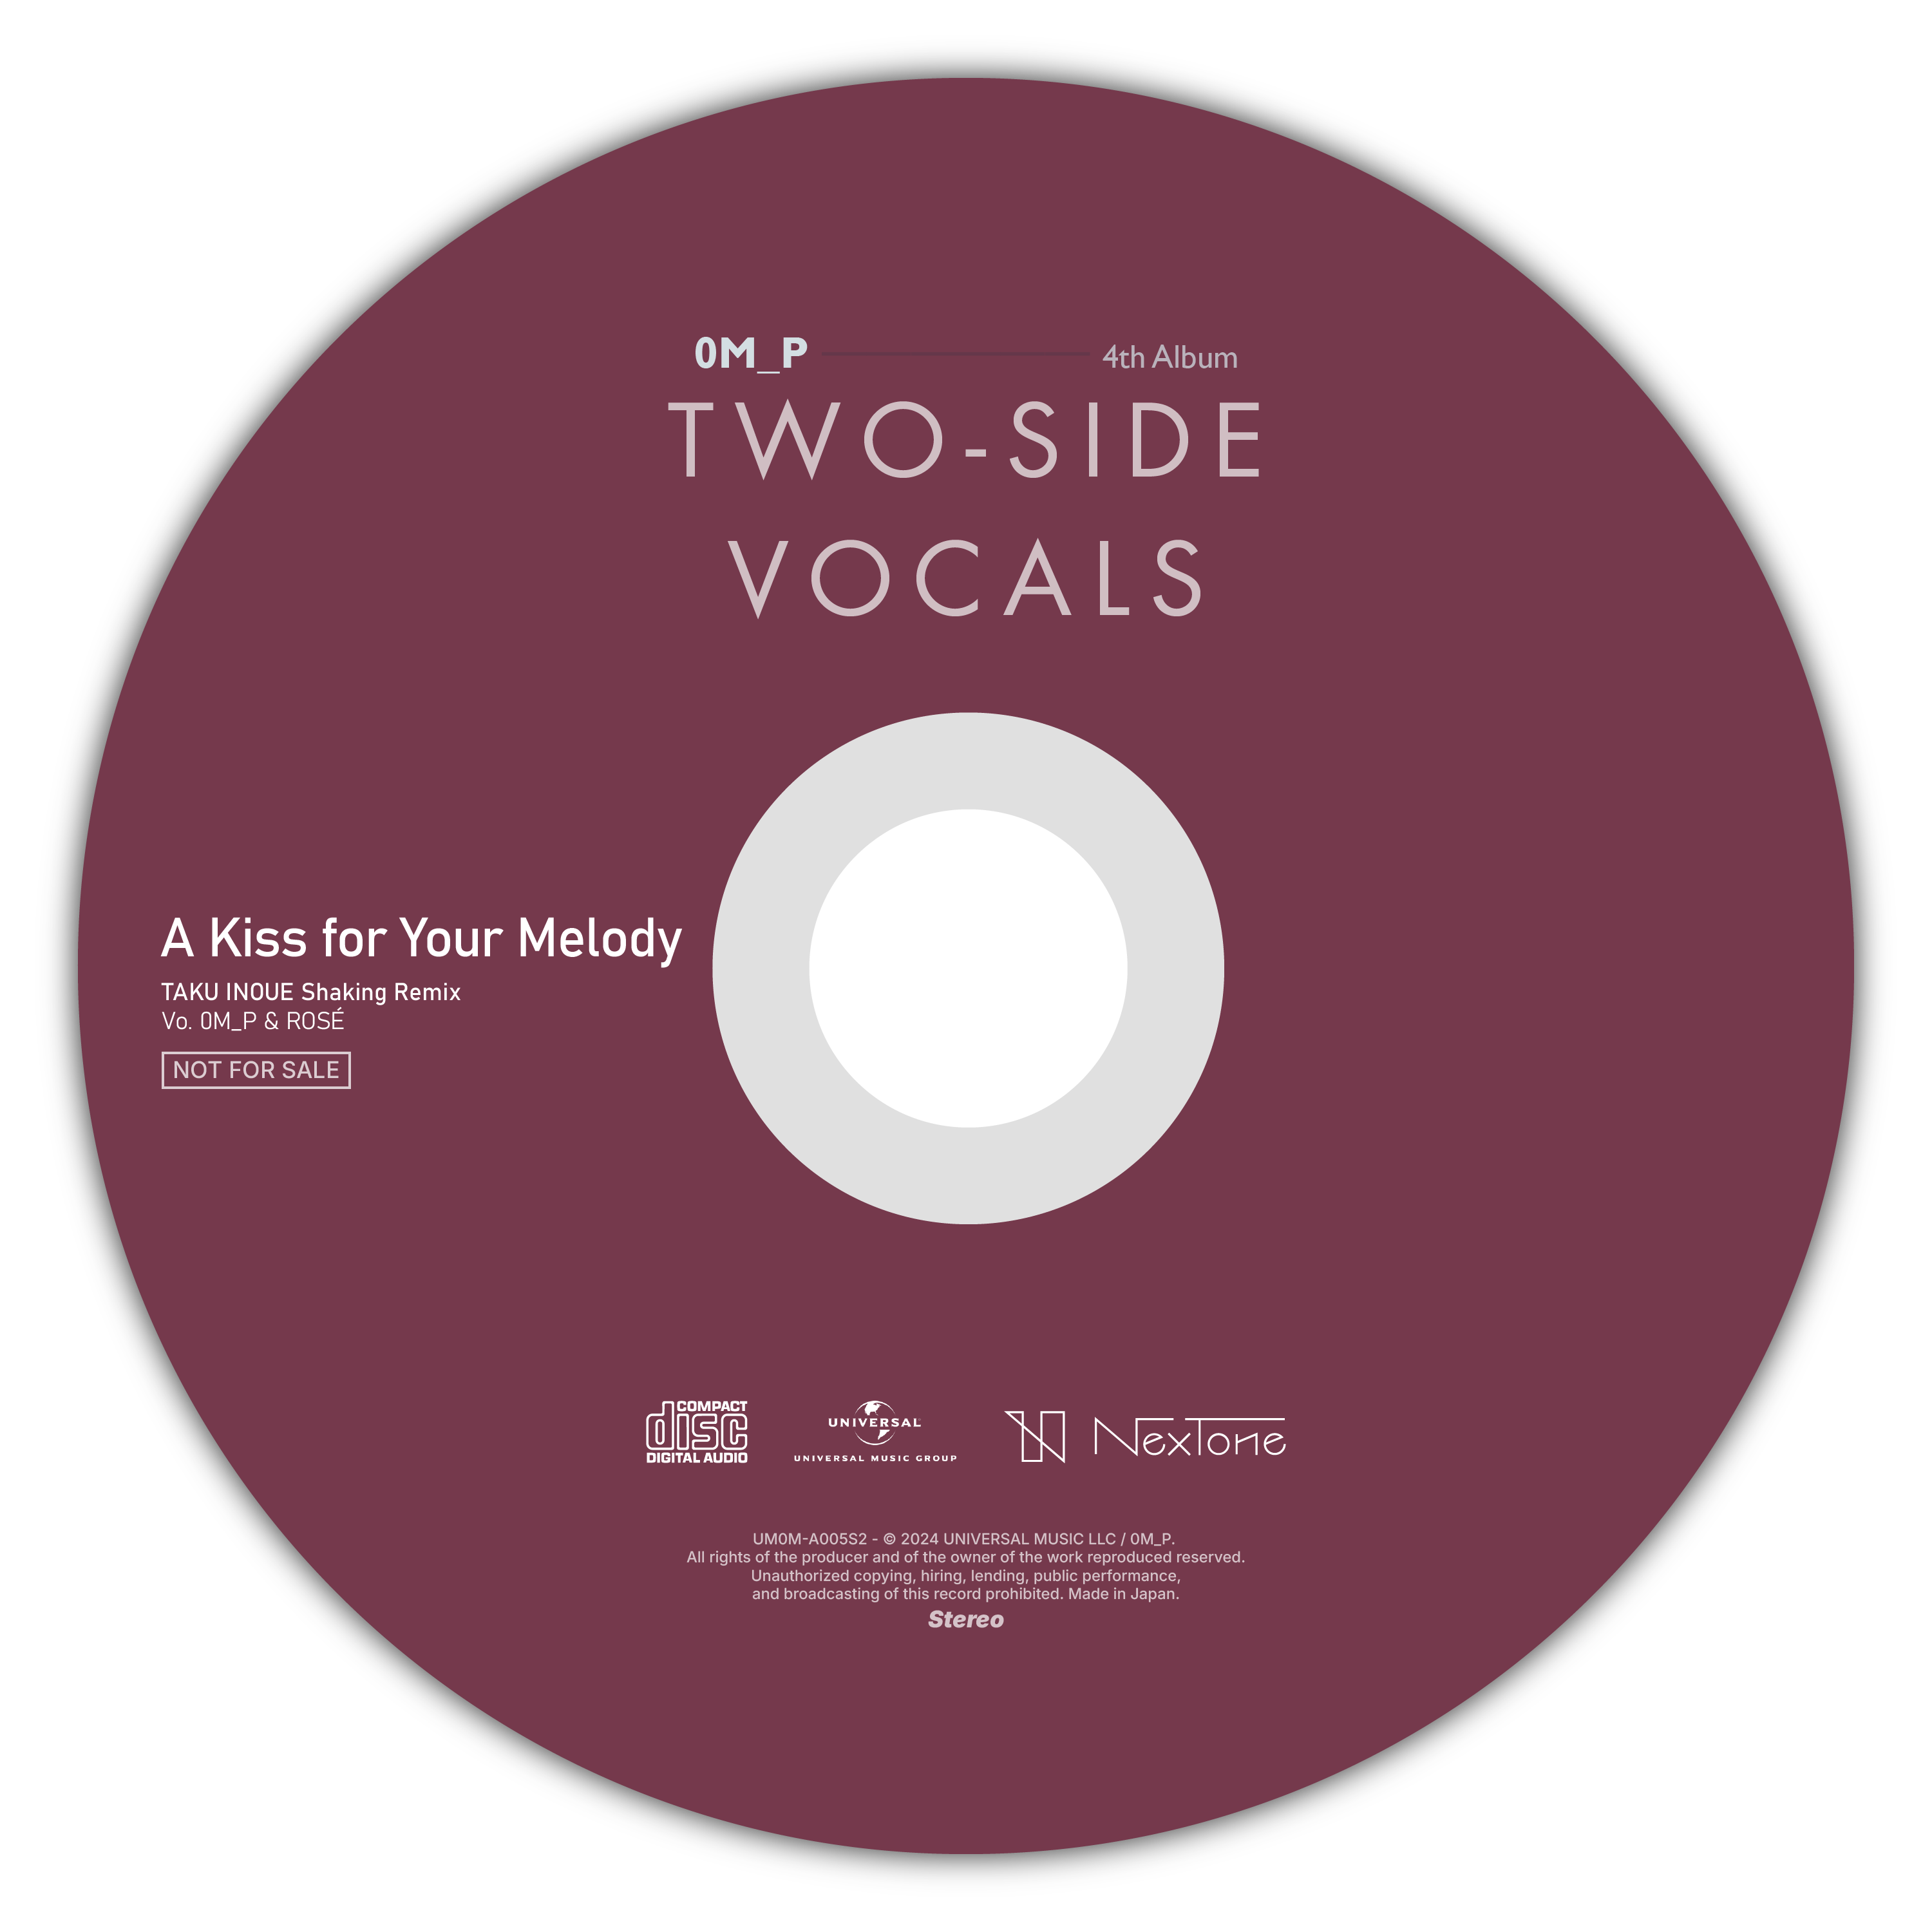 0M_P 4th Album
TWO-SIDE
VOCALS
A Kiss for Your Melody
TAKU INOUE Shaking Remix
Vo. 0M_P & ROSÉ
NOT FOR SALE
COMPACT
disc
DIGITAL AUDIO
UNIVERSAL
UNIVERSAL MUSIC GROUP
N NexTone
UM0M-A005S2 - © 2024 UNIVERSAL MUSIC LLC / 0M_P.
All rights of the producer and of the owner of the work reproduced reserved.
Unauthorized copying, hiring, lending, public performance,
and broadcasting of this record prohibited. Made in Japan.
Stereo